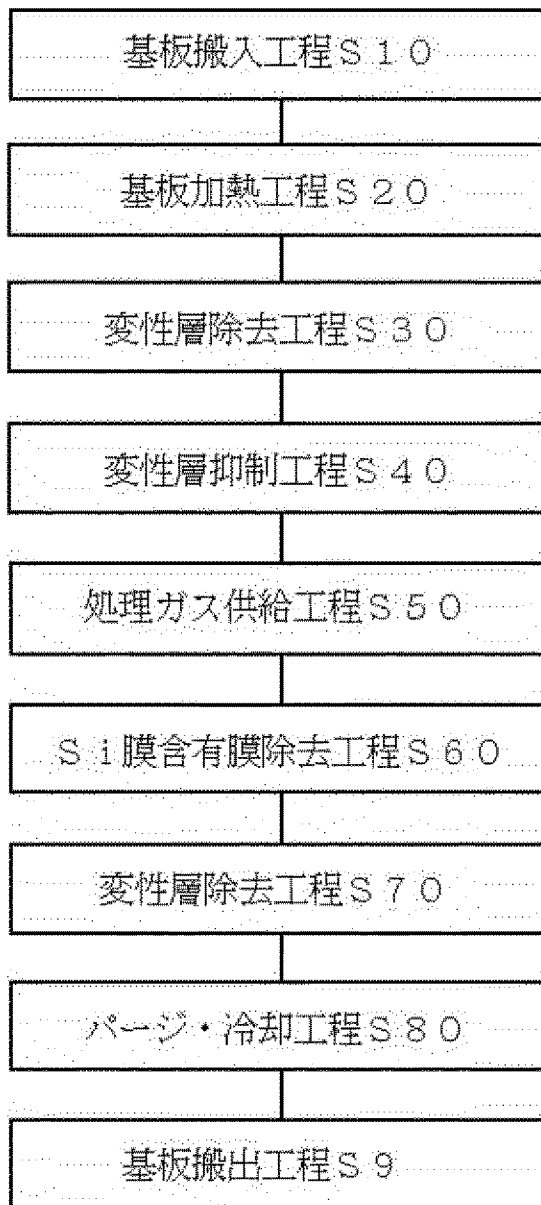 基板搬入工程S10
基板加熱工程S20
変性層除去工程S30
変性層抑制工程S40
処理ガス供給工程S50
Si膜含有膜除去工程S60
変性層除去工程S70
パージ・冷却工程S80
基板搬出工程S9